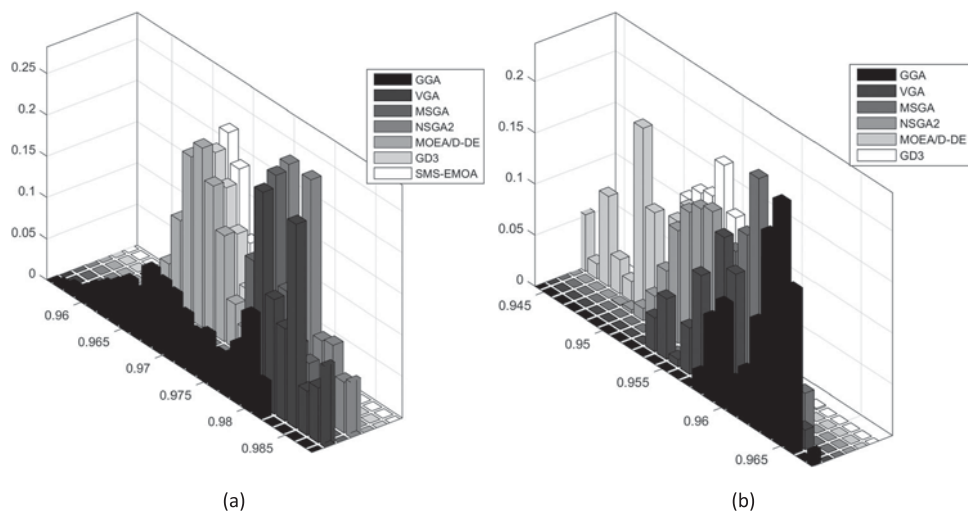 0.25
0.2
0.15
0.1
0.05
0
0.96
0.965
0.97
0.975
0.98
0.985
GGA
VGA
MSGA
NSGA2
MOEA/D-DE
GD3
SMS-EMOA
(a)
0.2
0.15
0.1
0.05
0
0.945
0.95
0.955
0.96
0.965
GGA
VGA
MSGA
NSGA2
MOEA/D-DE
GD3
(b)